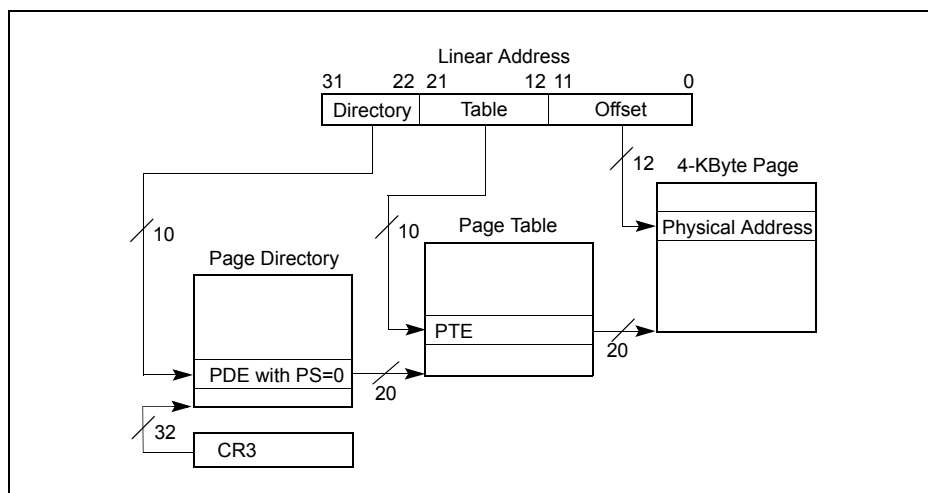 Linear Address
31 22 21 12 11 0
Directory Table Offset
12 4-KByte Page
10 10 Page Table Physical Address
Page Directory
PTE
20
PDE with PS=0 20
32
CR3